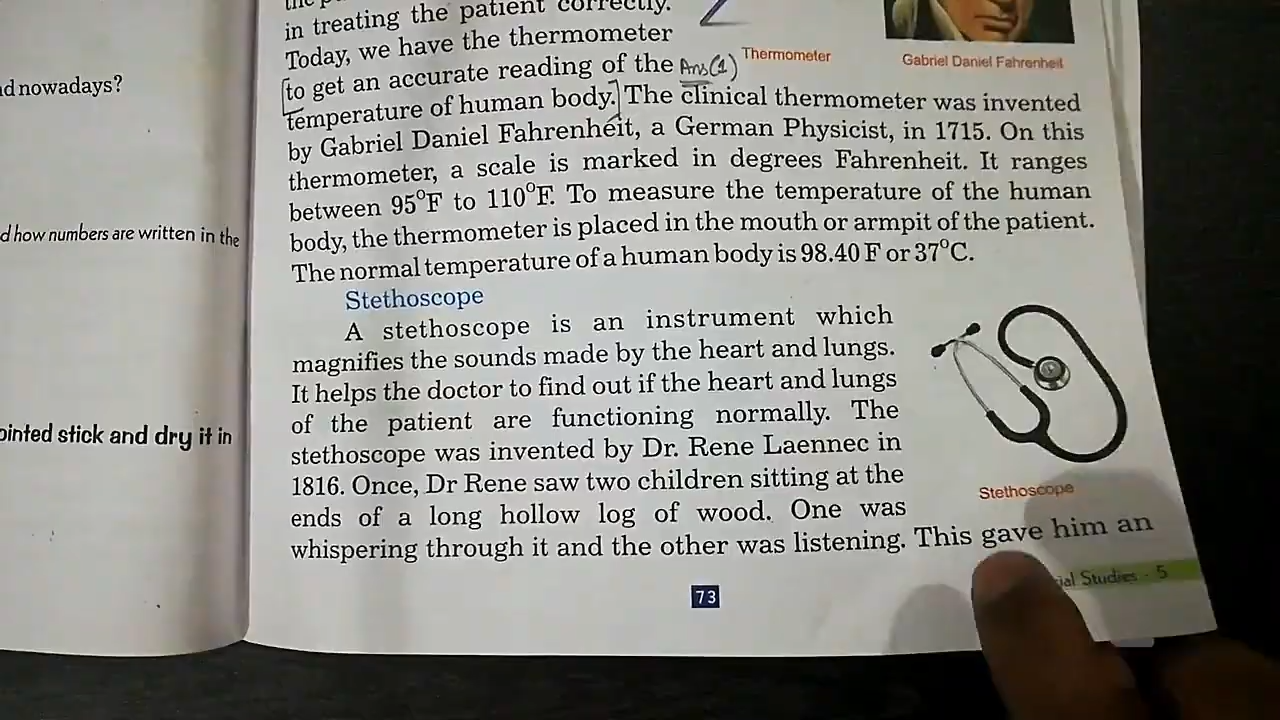 nd nowadays?
d how numbers are written in the
ointed stick and dry it in
in treating the patient correctly.
Today, we have the thermometer
to get an accurate reading of the Ans(1)
temperature of human body. The clinical thermometer was invented
by Gabriel Daniel Fahrenheit, a German Physicist, in 1715. On this
thermometer, a scale is marked in degrees Fahrenheit. It ranges
between 95°F to 110°F. To measure the temperature of the human
body, the thermometer is placed in the mouth or armpit of the patient.
The normal temperature of a human body is 98.40 F or 37°C.
Thermometer
Gabriel Daniel Fahrenheit
Stethoscope
A stethoscope is an instrument which
magnifies the sounds made by the heart and lungs.
It helps the doctor to find out if the heart and lungs
of the patient are functioning normally. The
stethoscope was invented by Dr. Rene Laennec in
1816. Once, Dr Rene saw two children sitting at the
ends of a long hollow log of wood. One was
whispering through it and the other was listening. This gave him an
Stethoscope
73
ial Studies - 5